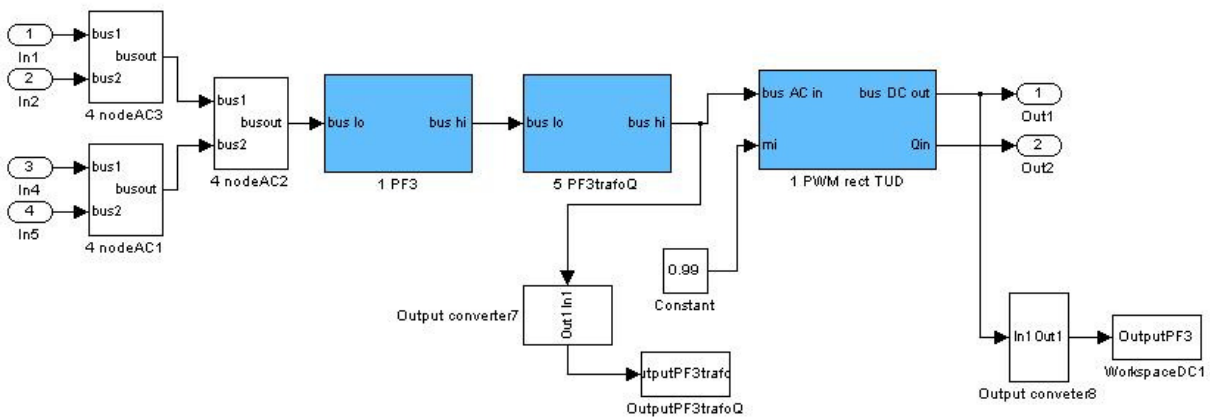 1
In1
2
In2
bus1
busout
bus2
4 nodeAC3
3
In4
4
In5
bus1
busout
bus2
4 nodeAC1
bus1
busout
bus2
4 nodeAC2
bus lo
bus hi
1 PF3
bus lo
bus hi
5 PF3trafoQ
bus AC in
bus DC out
mi
Qin
1 PWM rect TUD
1
Out1
2
Out2
0.99
Constant
In1
Out1
Output converter7
utputPF3trafo
OutputPF3trafoQ
In1 Out1
Output conveter8
OutputPF3
WorkspaceDC1